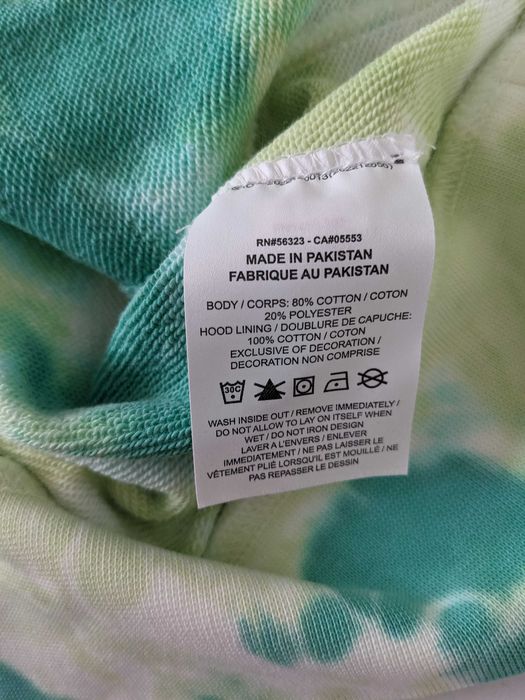 RN#56323 - CA#05553
MADE IN PAKISTAN
FABRIQUE AU PAKISTAN
BODY / CORPS: 80% COTTON / COTON
20% POLYESTER
HOOD LINING / DOUBLURE DE CAPUCHE:
100% COTTON / COTON
EXCLUSIVE OF DECORATION /
DECORATION NON COMPRISE
30C
WASH INSIDE OUT / REMOVE IMMEDIATELY /
DO NOT ALLOW TO LAY ON ITSELF WHEN
WET / DO NOT IRON DESIGN
LAVER A L'ENVERS / ENLEVER
IMMEDIATEMENT / NE PAS LAISSER LE
VÊTEMENT PLIÉ LORSQU'IL EST MOUILLÉ / NE
PAS REPASSER LE DESSIN